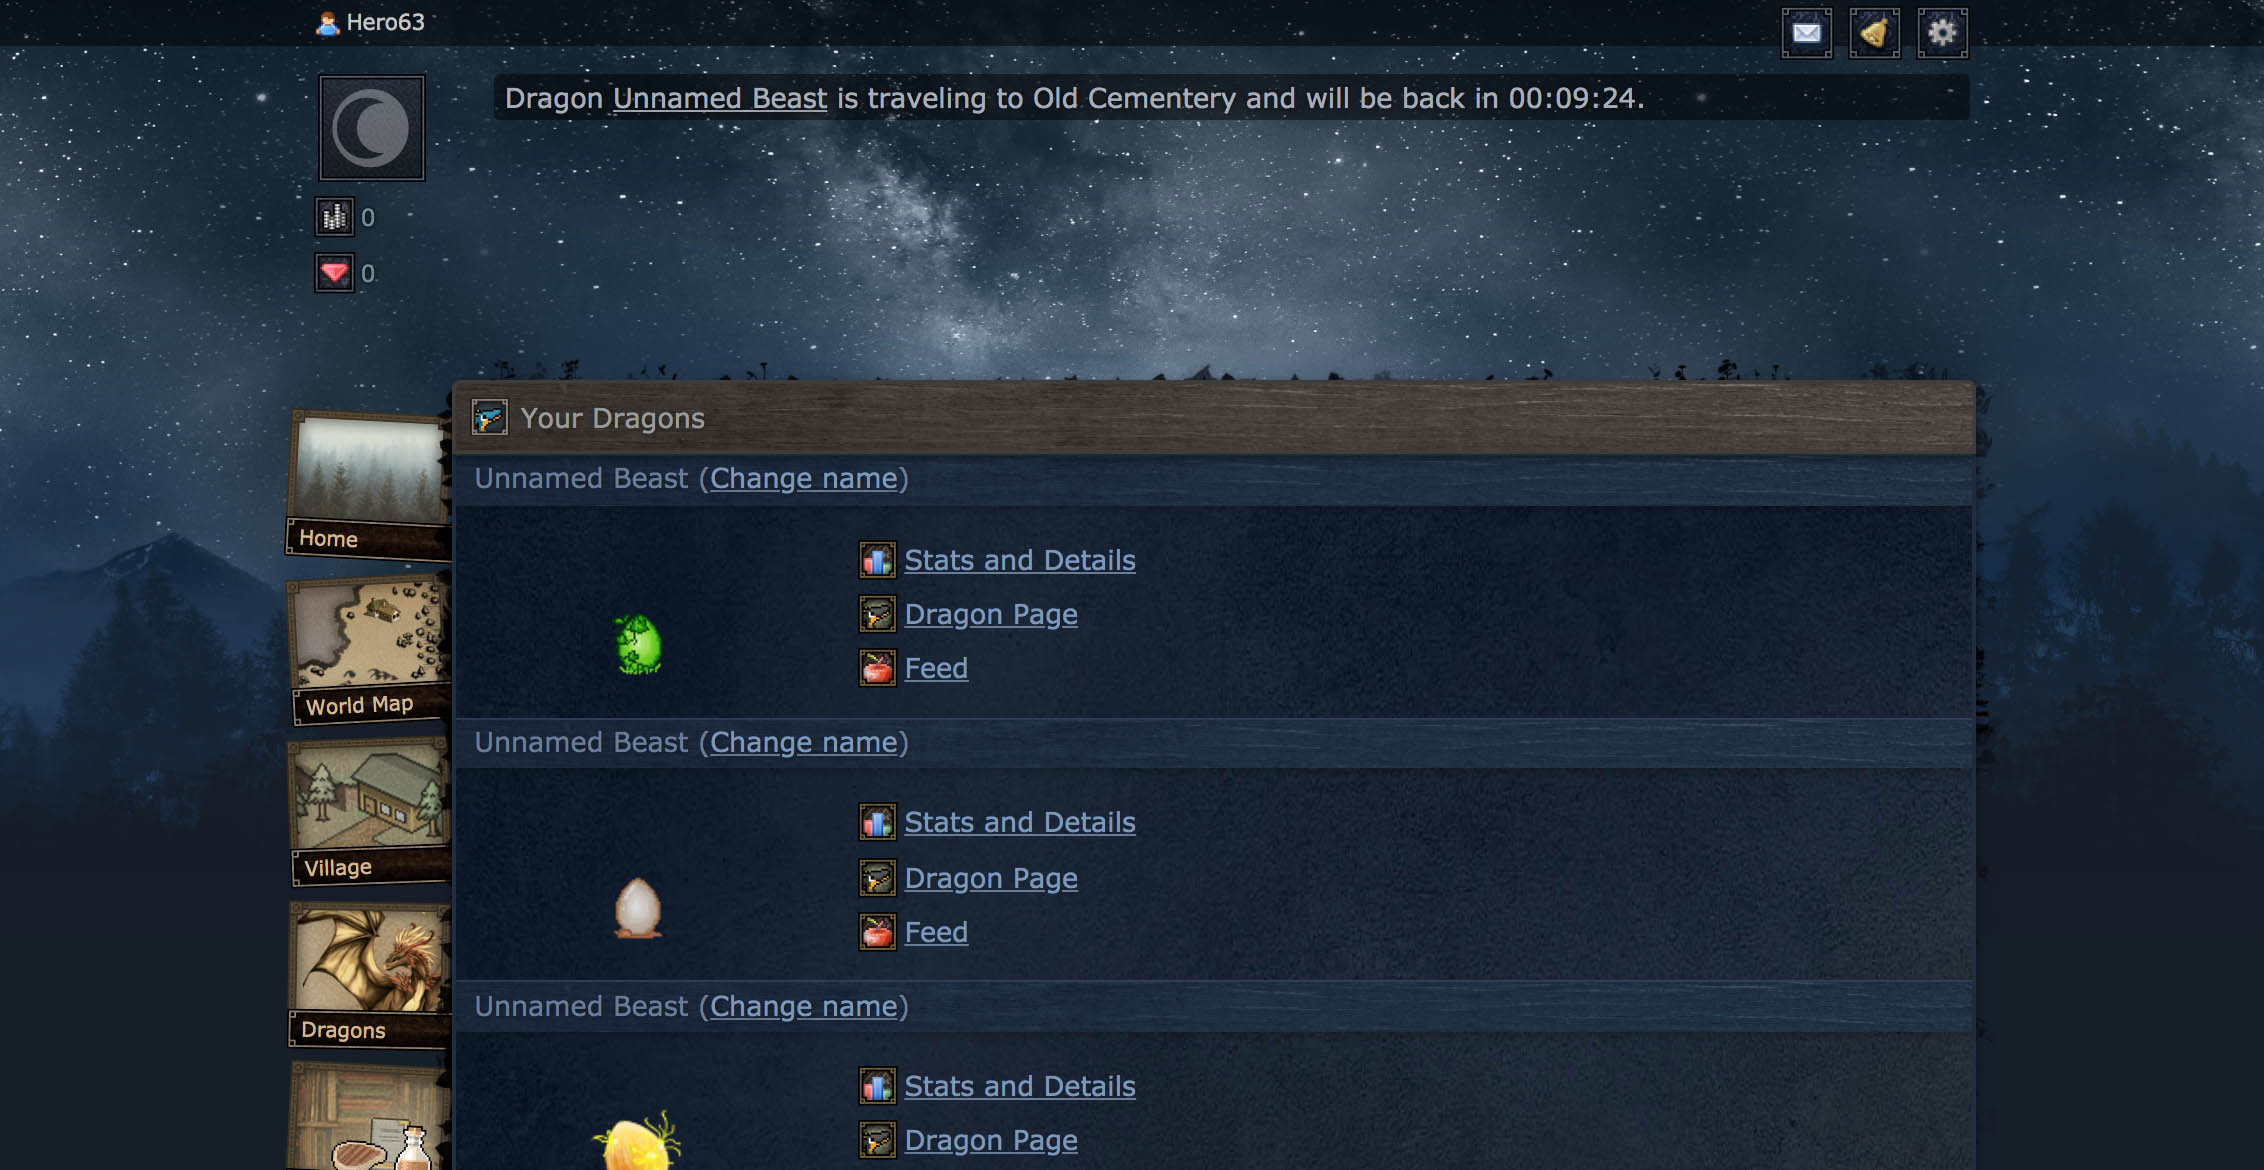 Hero63
Dragon Unnamed Beast is traveling to Old Cementery and will be back in 00:09:24.
0
0
Your Dragons
Unnamed Beast (Change name)
Home
Stats and Details
Dragon Page
Feed
World Map
Unnamed Beast (Change name)
Stats and Details
Village
Dragon Page
Feed
Unnamed Beast (Change name)
Dragons
Stats and Details
Dragon Page